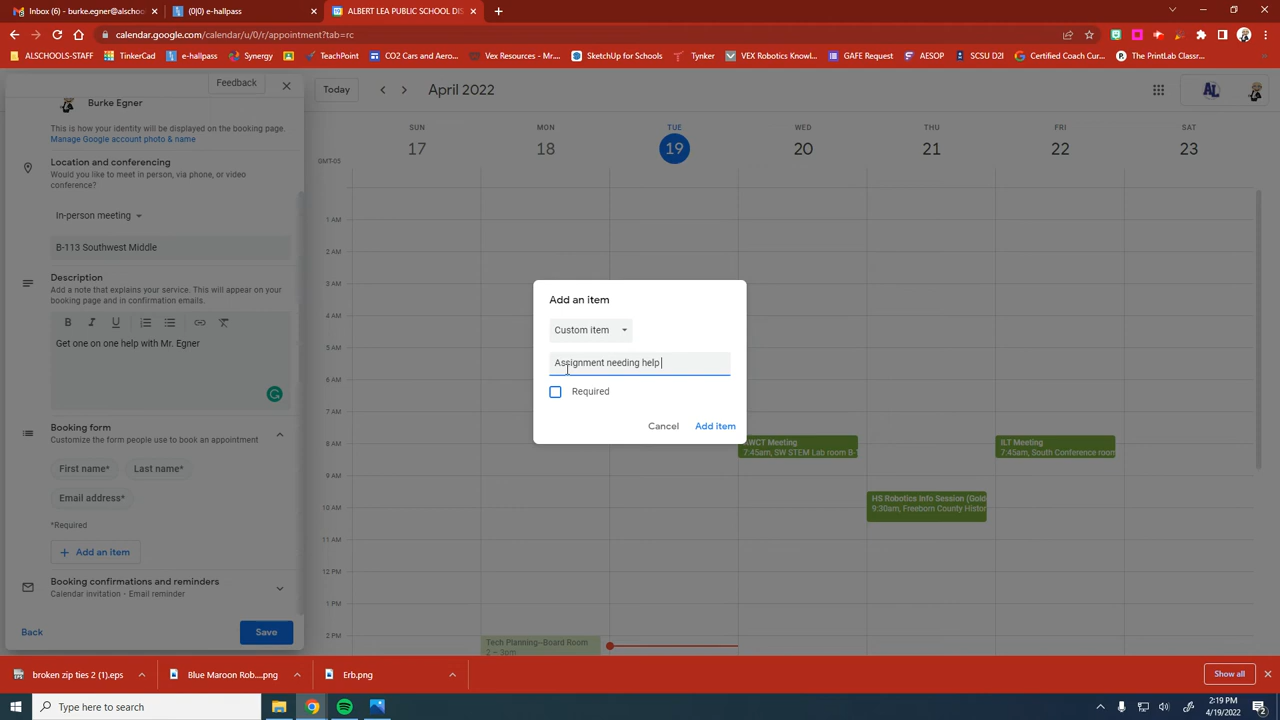 Inbox (6) - burke.egner@school
e-hallpass
ALBERT LEA PUBLIC SCHOOL DIS
calendar.google.com/calendar/u/0/r/appointment?tab=rc
ALSCHOOLS-STAFF
TinkerCad
e-hallpass
Synergy
TeachPoint
CO2 Cars and Aero...
Vex Resources - Mr....
SketchUp for Schools
Tynker
VEX Robotics Knowl...
GAFE Request
AESOP
SCSU D2I
Certified Coach Cur...
The PrintLab Classr...
Feedback
Burke Egner
This is how your identity will be displayed on the booking page.
Manage Google account photo & name
Location and conferencing
Would you like to meet in person, via phone, or video
conference?
In-person meeting
B-113 Southwest Middle
Description
Add a note that explains your service. This will appear on your
booking page and in confirmation emails.
B I U
Get one on one help with Mr. Egner
Booking form
Customize the form people use to book an appointment
First name*
Last name*
Email address*
*Required
+ Add an item
Booking confirmations and reminders
Calendar invitation - Email reminder
Back
Save
Today
April 2022
AL
SUN
MON
TUE
WED
THU
FRI
SAT
17
18
19
20
21
22
23
GMT-05
1 AM
2 AM
3 AM
4 AM
5 AM
6 AM
7 AM
8 AM
9 AM
10 AM
11 AM
12 PM
1 PM
2 PM
Add an item
Custom item
Assignment needing help
Required
Cancel
Add item
AWCT Meeting
7:45am, SW STEM Lab room B-1
ILT Meeting
7:45am, South Conference room
HS Robotics Info Session (Gold
9:30am, Freeborn County Histor
Tech Planning–Board Room
2 – 3pm
broken zip ties 2 (1).eps
Blue Maroon Rob....png
Erb.png
Show all
Type here to search
2:19 PM
4/19/2022
2